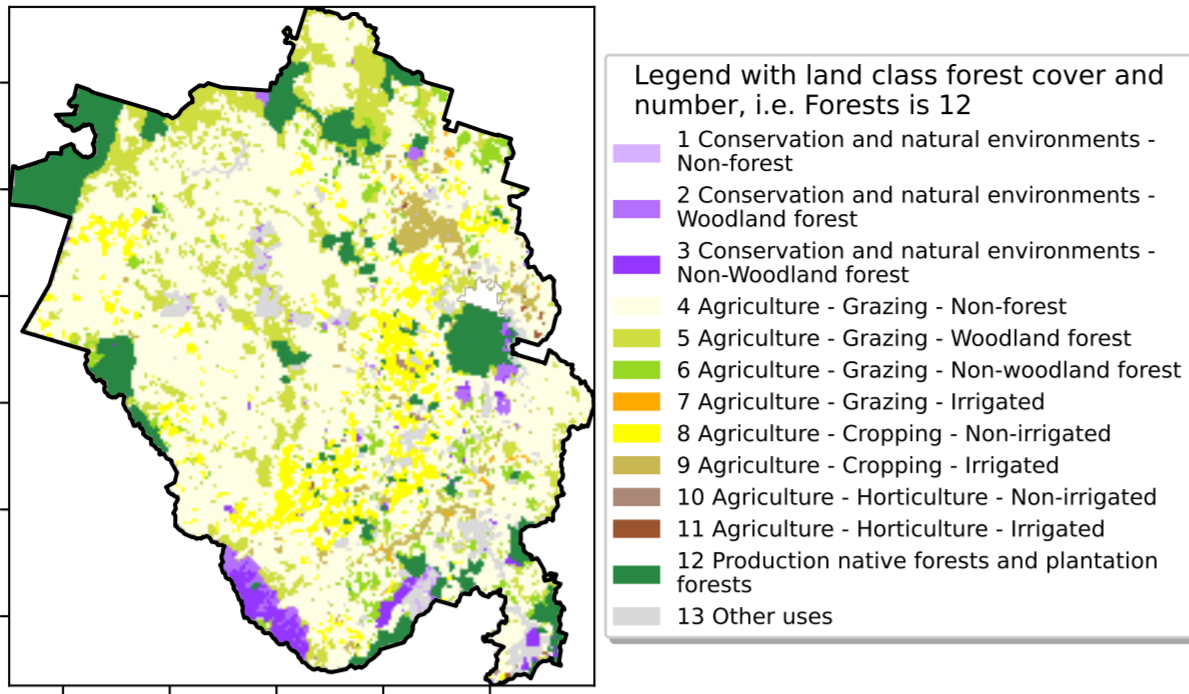 Legend with land class forest cover and
number, i.e. Forests is 12
1 Conservation and natural environments -
Non-forest
2 Conservation and natural environments -
Woodland forest
3 Conservation and natural environments -
Non-Woodland forest
4 Agriculture - Grazing - Non-forest
5 Agriculture - Grazing - Woodland forest
6 Agriculture - Grazing - Non-woodland forest
7 Agriculture - Grazing - Irrigated
8 Agriculture - Cropping - Non-irrigated
9 Agriculture - Cropping - Irrigated
10 Agriculture - Horticulture - Non-irrigated
11 Agriculture - Horticulture - Irrigated
12 Production native forests and plantation
forests
13 Other uses